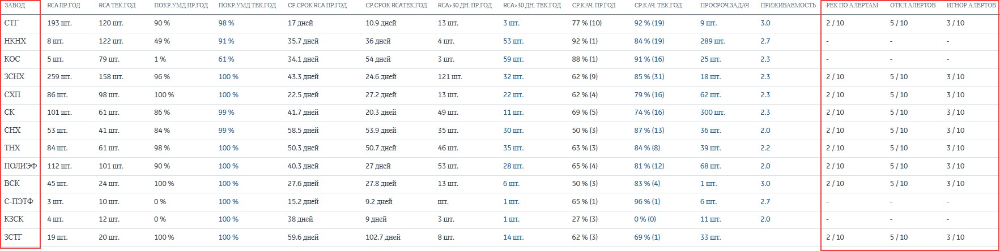 ЗАВОД RCA ПР.ГОД RCA ТЕК.ГОД ПОКР.УМД ПР.ГОД ПОКР.УМД ТЕК.ГОД СР.СРОК RCA ПР.ГОД СР.СРОК RCAТЕК.ГОД RCA>30 ДН. ПР.ГОД RCA>30 ДН. ТЕК.ГОД СР.КАЧ. ПР.ГОД СР.КАЧ. ТЕК.ГОД ПРОСРОЧ.ЗАДАЧ ПРИЖИВАЕМОСТЬ РЕК ПО АЛЕРТАМ ОТКЛ АЛЕРТОВ ИГНОР АЛЕРТОВ
СТГ 193 шт. 120 шт. 90 % 98 % 17 дней 10.9 дней 13 шт. 3 шт. 77 % (10) 92 % (19) 9 шт. 3.0 2 / 10 5 / 10 3 / 10
НКНХ 8 шт. 122 шт. 49 % 91 % 35.7 дней 36 дней 4 шт. 53 шт. 92 % (1) 84 % (19) 289 шт. 2.7 - - -
КОС 5 шт. 79 шт. 1 % 61 % 34.1 дней 54 дней 3 шт. 59 шт. 88 % (1) 91 % (16) 25 шт. 2.3 - - -
ЗСНХ 259 шт. 158 шт. 96 % 100 % 43.3 дней 24.6 дней 121 шт. 32 шт. 62 % (9) 85 % (31) 18 шт. 2.3 2 / 10 5 / 10 3 / 10
СХП 86 шт. 98 шт. 100 % 100 % 22.5 дней 27.2 дней 13 шт. 22 шт. 62 % (4) 79 % (16) 62 шт. 2.3 2 / 10 5 / 10 3 / 10
СК 101 шт. 61 шт. 86 % 99 % 41.7 дней 20.3 дней 49 шт. 11 шт. 69 % (5) 74 % (16) 300 шт. 2.3 2 / 10 5 / 10 3 / 10
СНХ 53 шт. 41 шт. 84 % 99 % 58.5 дней 53.9 дней 35 шт. 30 шт. 50 % (3) 87 % (13) 36 шт. 2.0 2 / 10 5 / 10 3 / 10
ТНХ 84 шт. 61 шт. 98 % 100 % 50.3 дней 50.7 дней 46 шт. 35 шт. 63 % (3) 84 % (8) 39 шт. 2.2 2 / 10 5 / 10 3 / 10
ПОЛИЭФ 112 шт. 101 шт. 90 % 100 % 40.3 дней 27 дней 53 шт. 28 шт. 65 % (4) 81 % (12) 68 шт. 2.0 2 / 10 5 / 10 3 / 10
ВСК 45 шт. 24 шт. 100 % 100 % 27.6 дней 27.8 дней 13 шт. 6 шт. 50 % (3) 83 % (4) 1 шт. 3.0 2 / 10 5 / 10 3 / 10
С-ПЭТФ 3 шт. 10 шт. 0 % 100 % 15.2 дней 9.2 дней шт. 1 шт. 65 % (1) 96 % (1) 6 шт. 2.7 - - -
КЗСК 4 шт. 12 шт. 0 % 100 % 38 дней 9 дней 3 шт. 1 шт. 27 % (3) 0 % (0) 11 шт. 2.0 - - -
ЗСТГ 19 шт. 20 шт. 100 % 100 % 59.6 дней 102.7 дней 8 шт. 14 шт. 62 % (3) 69 % (1) 33 шт. 2 / 10 5 / 10 3 / 10